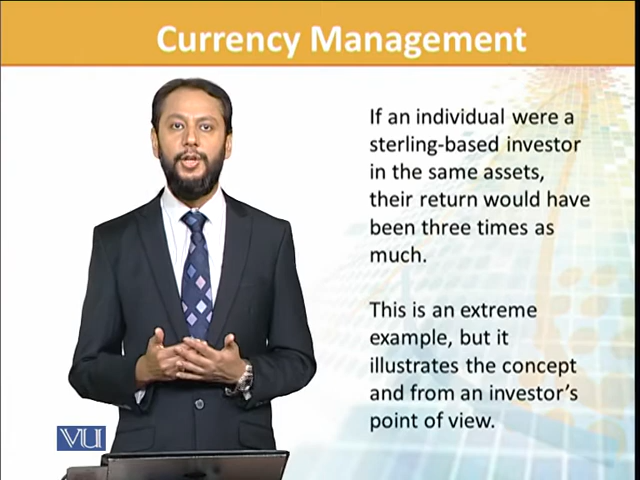 Currency Management
If an individual were a
sterling-based investor
in the same assets,
their return would have
been three times as
much.
This is an extreme
example, but it
illustrates the concept
and from an investor's
point of view.
VU